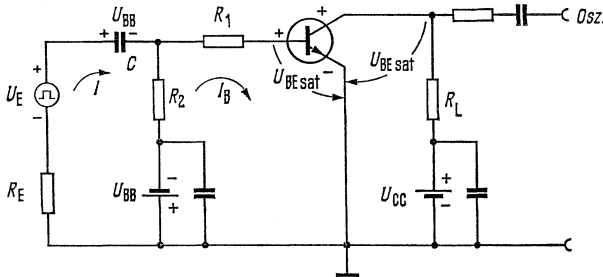 U_BB
+ -
C
R_1
+
+
Osz.
+
U_E
-
I
R_2
I_B
U_BE sat -
U_BE sat
R_L
R_E
U_BB
-
+
U_CC
+
-